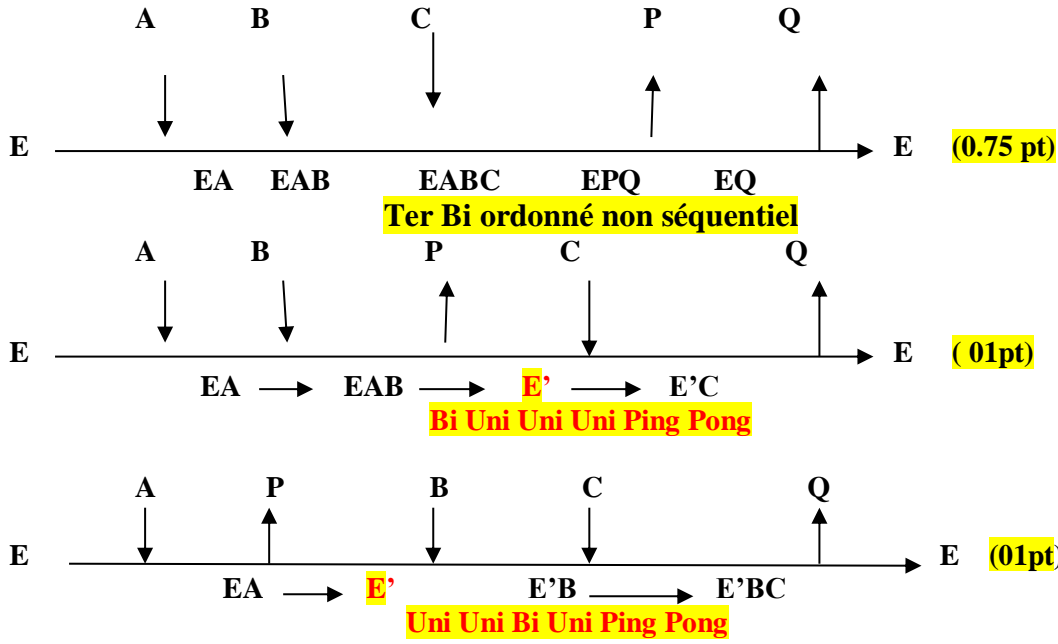 A B C P Q
E E (0.75 pt)
EA EAB EABC EPQ EQ
Ter Bi ordonné non séquentiel
A B P C Q
E E ( 01pt)
EA EAB E’ E’C
Bi Uni Uni Uni Ping Pong
A P B C Q
E E (01pt)
EA E’ E’B E’BC
Uni Uni Bi Uni Ping Pong